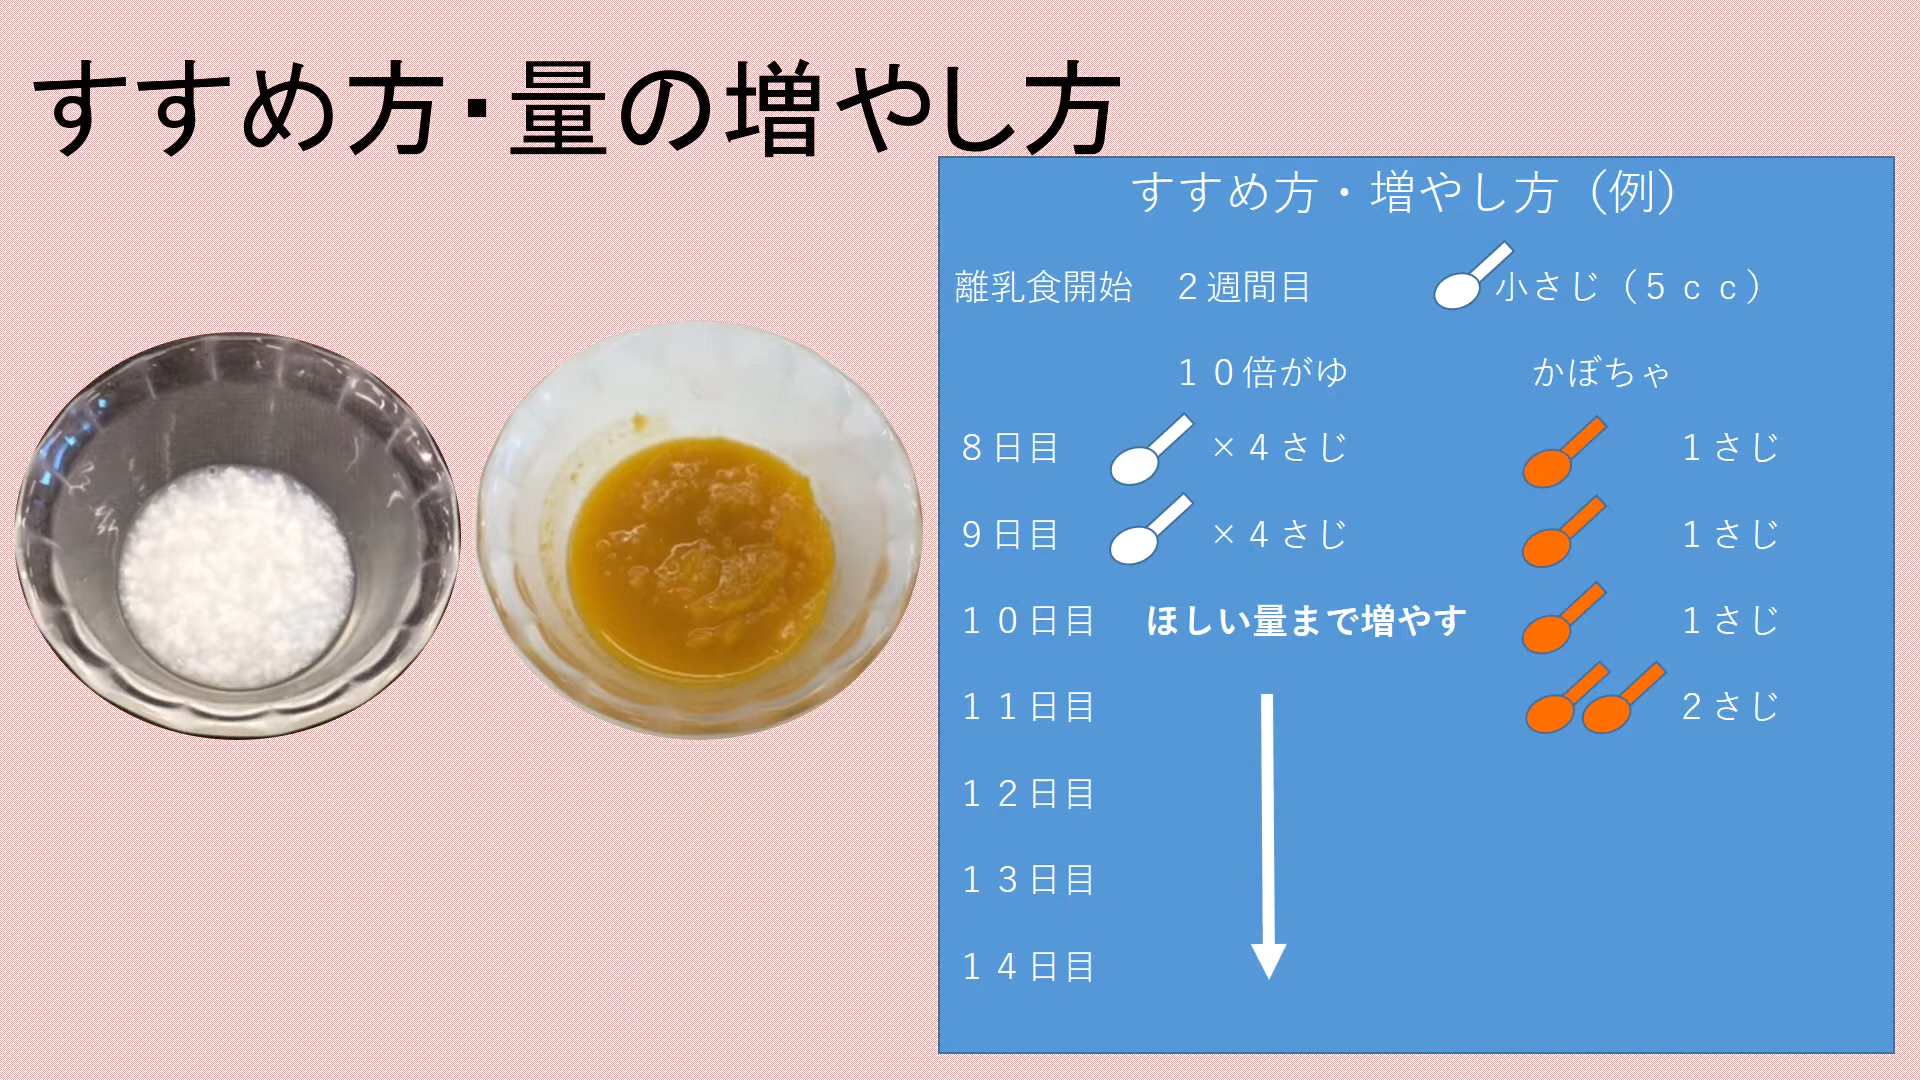 すすめ方・量の増やし方
すすめ方・増やし方（例）
離乳食開始　２週間目　小さじ（５ｃｃ）
１０倍がゆ　かぼちゃ
８日目　×４さじ　１さじ
９日目　×４さじ　１さじ
１０日目　ほしい量まで増やす　１さじ
１１日目　２さじ
１２日目
１３日目
１４日目